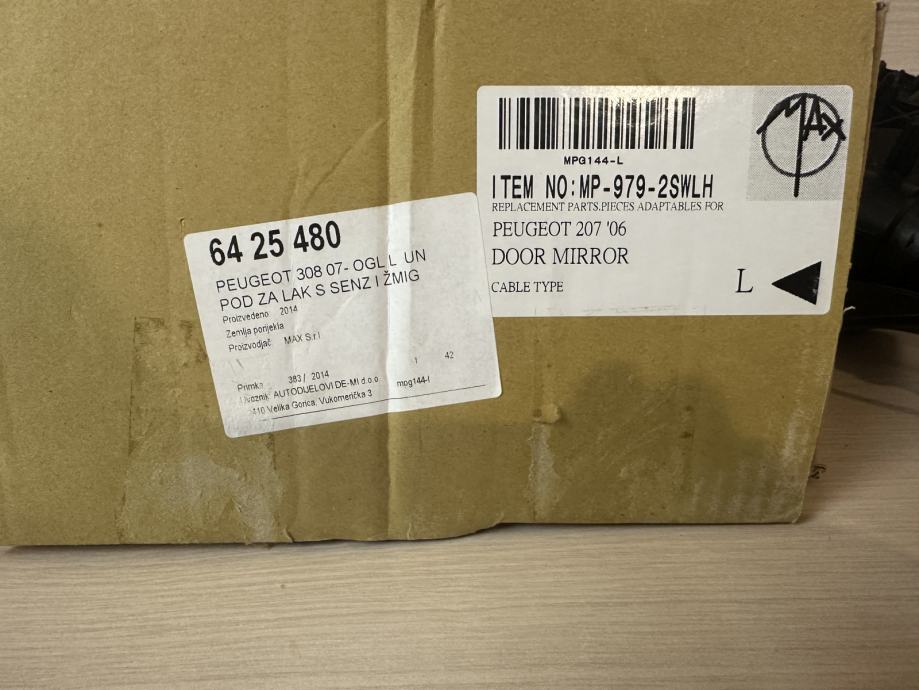 MAX
MPG144-L
ITEM NO:MP-979-2SWLH
REPLACEMENT PARTS.PIECES ADAPTABLES FOR
PEUGEOT 207 '06
DOOR MIRROR
CABLE TYPE
L
64 25 480
PEUGEOT 308 07- OGL L UN
POD ZA LAK S SENZ I ŽMIG
Proizvedeno 2014
Zemlja porijekla
Proizvodjač MAX S.r.l
1 42
Primka 383/ 2014
Uvoznik AUTODIJELOVI DE-MI d.o.o mpg144-l
410 Velika Gorica, Vukomerička 3